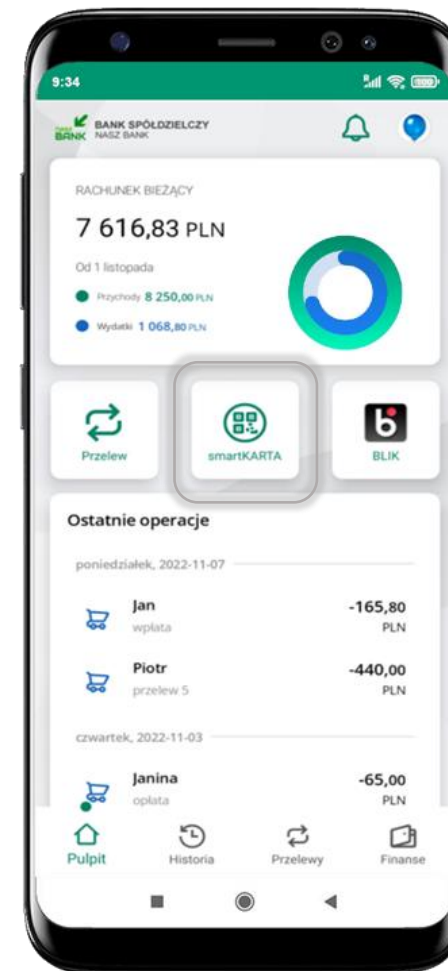 9:34
nasz BANK BANK SPÓŁDZIELCZY
NASZ BANK
RACHUNEK BIEŻĄCY
7 616,83 PLN
Od 1 listopada
Przychody 8 250,00 PLN
Wydatki 1 068,80 PLN
Przelew smartKARTA BLIK
Ostatnie operacje
poniedziałek, 2022-11-07
Jan -165,80
wpłata PLN
Piotr -440,00
przelew 5 PLN
czwartek, 2022-11-03
Janina -65,00
opłata PLN
Pulpit Historia Przelewy Finanse